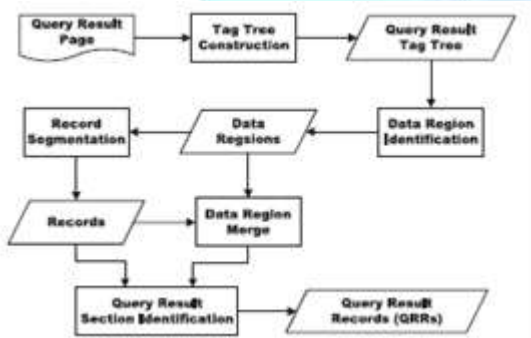 Query Result
Page
Tag Tree
Construction
Query Result
Tag Tree
Record
Segmentation
Data
Regsions
Data Region
Identification
Records
Data Region
Merge
Query Result
Section Identification
Query Result
Records (QRRs)